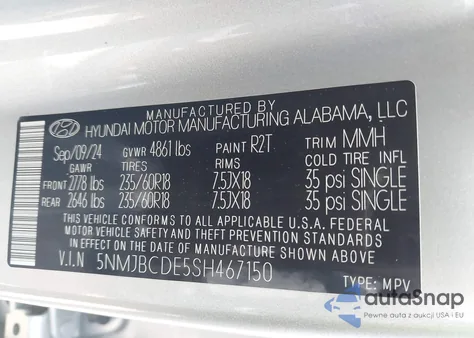 MANUFACTURED BY
HYUNDAI MOTOR MANUFACTURING ALABAMA, LLC
Sep/09/24 GVWR 4861 lbs PAINT R2T TRIM MMH
GAWR TIRES RIMS COLD TIRE INFL
FRONT 2778 lbs 235/60R18 7.5JX18 35 psi SINGLE
REAR 2646 lbs 235/60R18 7.5JX18 35 psi SINGLE
THIS VEHICLE CONFORMS TO ALL APPLICABLE U.S.A. FEDERAL
MOTOR VEHICLE SAFETY AND THEFT PREVENTION STANDARDS
IN EFFECT ON THE DATE OF MANUFACTURE SHOWN ABOVE.
V.I.N 5NMJBCDE5SH467150
TYPE: MPV
autoSnap
Pewne auta z USA i EU